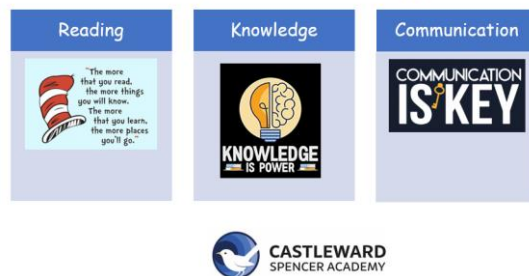 Reading
"The more
that you read,
the more things
you will know.
The more
that you learn,
the more places
you'll go."
Knowledge
KNOWLEDGE
IS POWER
Communication
COMMUNICATION
IS KEY
CASTLEWARD
SPENCER ACADEMY